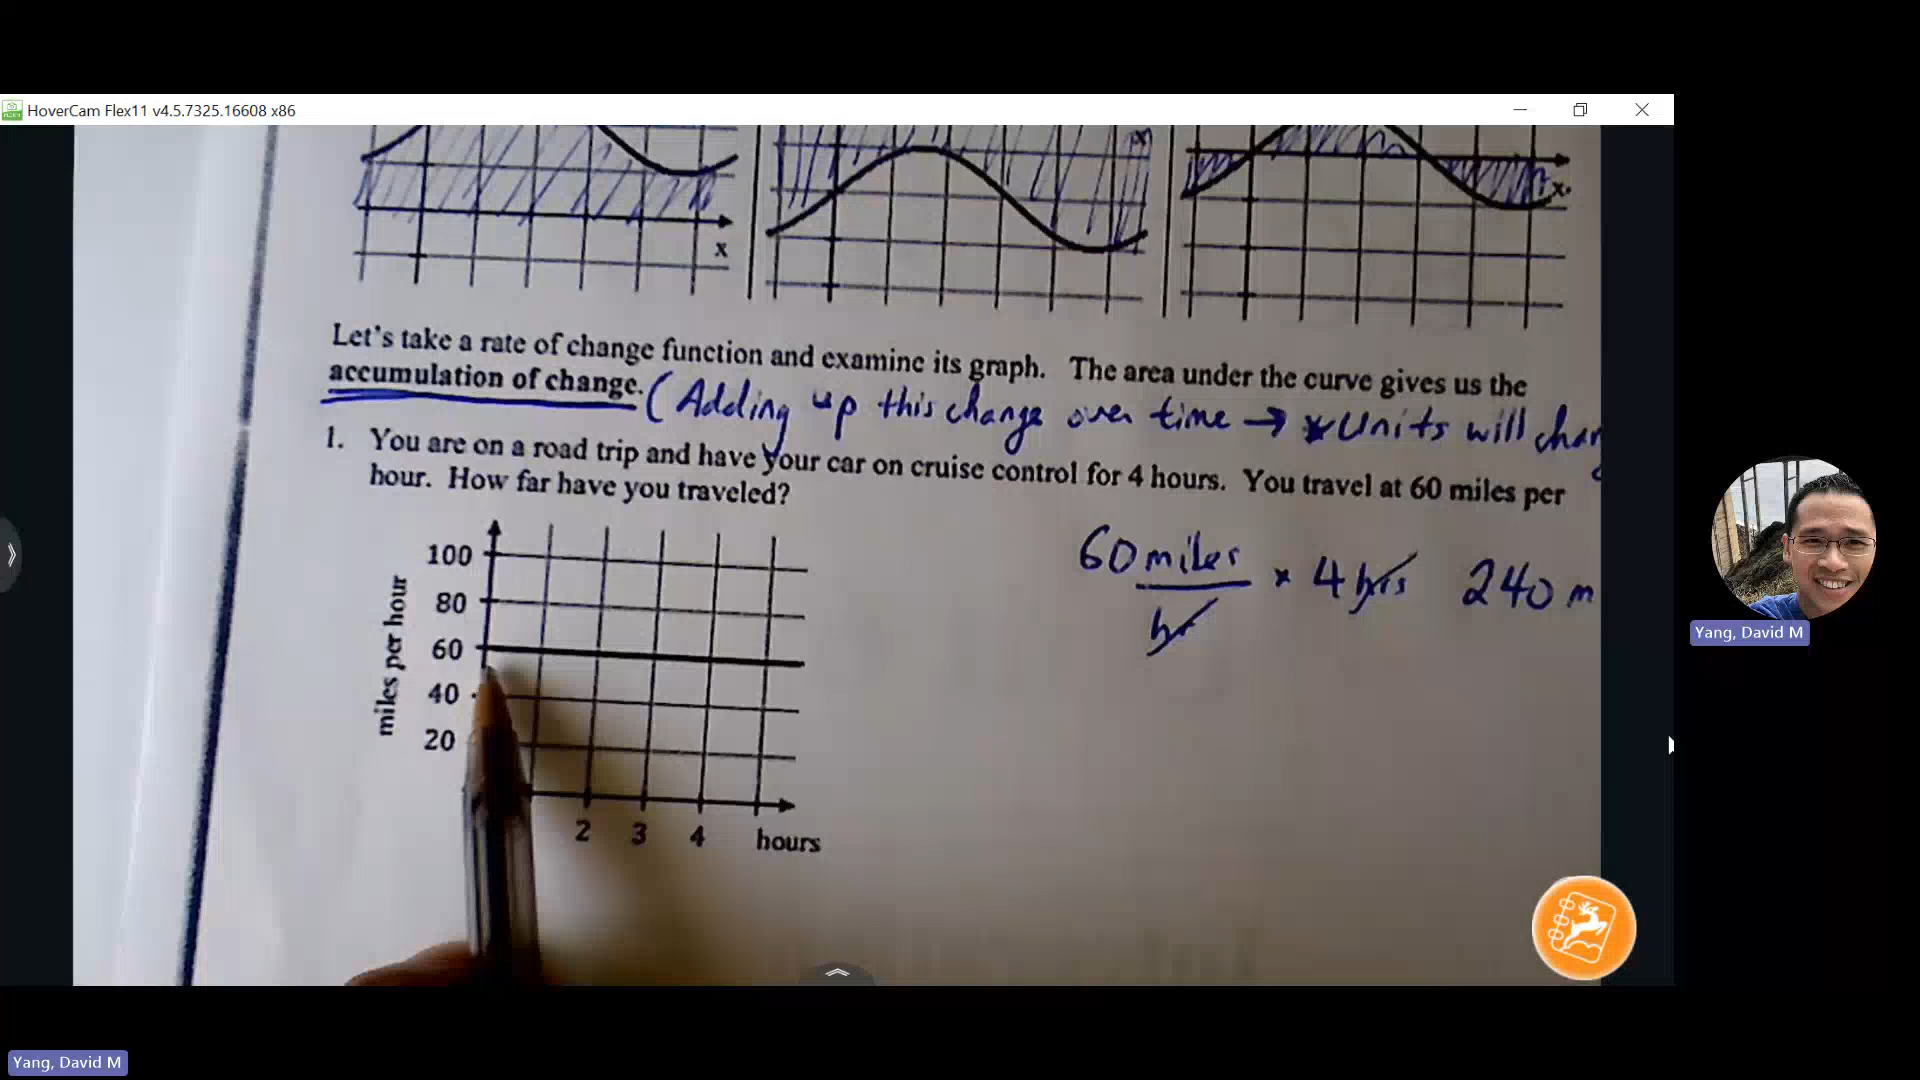 HoverCam Flex11 v4.5.7325.16608 x86
x
x
x
Let's take a rate of change function and examine its graph. The area under the curve gives us the
accumulation of change. (Adding up this change over time → *Units will chan
1. You are on a road trip and have your car on cruise control for 4 hours. You travel at 60 miles per
hour. How far have you traveled?
60 miles
hr
× 4 hrs 240 m
miles per hour
100
80
60
40
20
2 3 4 hours
Yang, David M
Yang, David M